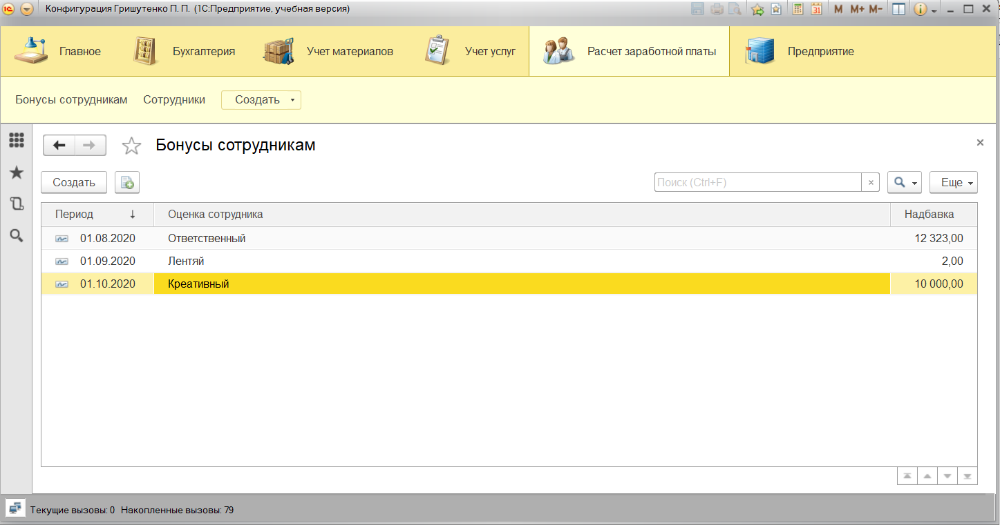 Конфигурация Гришутенко П. П. (1С:Предприятие, учебная версия)
M M+ M-
31
Главное Бухгалтерия Учет материалов Учет услуг Расчет заработной платы Предприятие
Бонусы сотрудникам Сотрудники Создать
Бонусы сотрудникам
Создать Поиск (Ctrl+F) × Еще
Период ↓ Оценка сотрудника Надбавка
01.08.2020 Ответственный 12 323,00
01.09.2020 Лентяй 2,00
01.10.2020 Креативный 10 000,00
Текущие вызовы: 0 Накопленные вызовы: 79